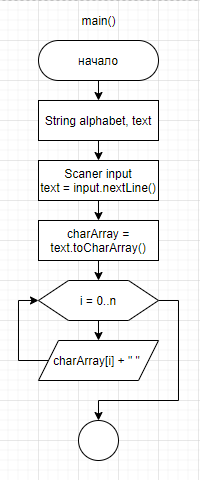 main()
начало
String alphabet, text
Scaner input
text = input.nextLine()
charArray =
text.toCharArray()
i = 0..n
charArray[i] + " "